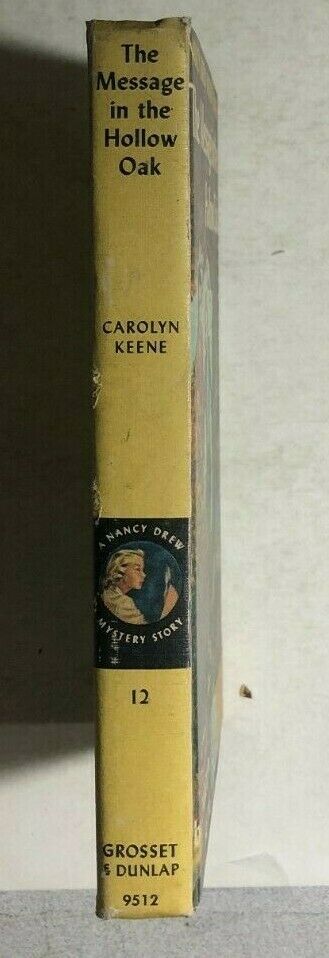 The
Message
in the
Hollow
Oak
CAROLYN
KEENE
A NANCY DREW
MYSTERY STORY
12
GROSSET
& DUNLAP
9512